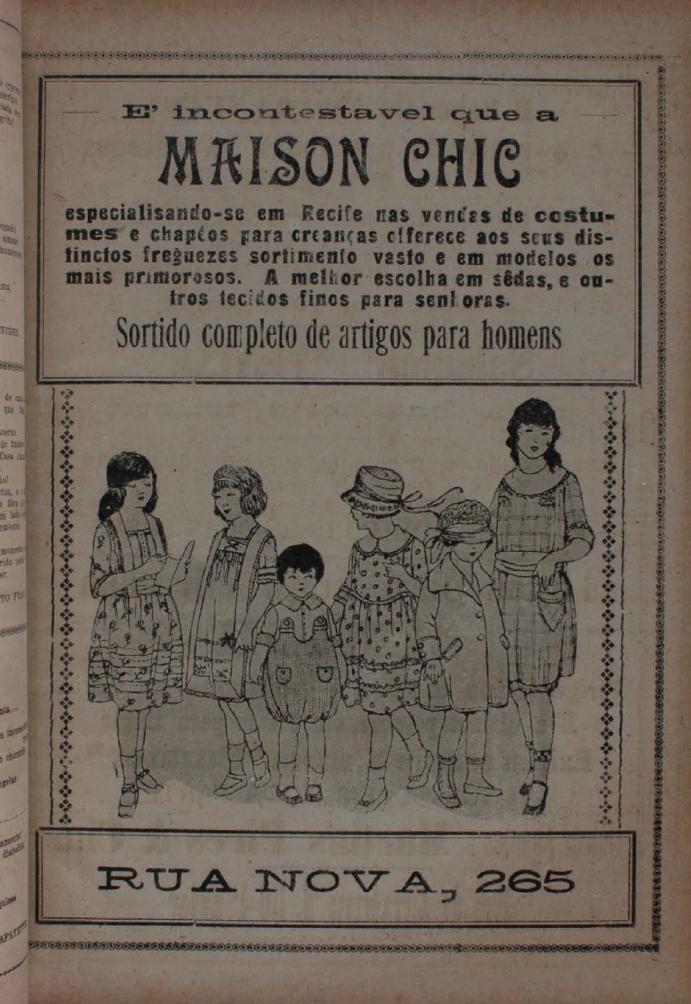 E' incontestavel que a
MAISON CHIC
especialisando-se em Recife nas vendas de costu-
mes e chapéos para creanças offerece aos seus dis-
tinctos freguezes sortimento vasto e em modelos os
mais primorosos. A melhor escolha em sêdas, e ou-
tros tecidos finos para senhoras.
Sortido completo de artigos para homens
RUA NOVA, 265